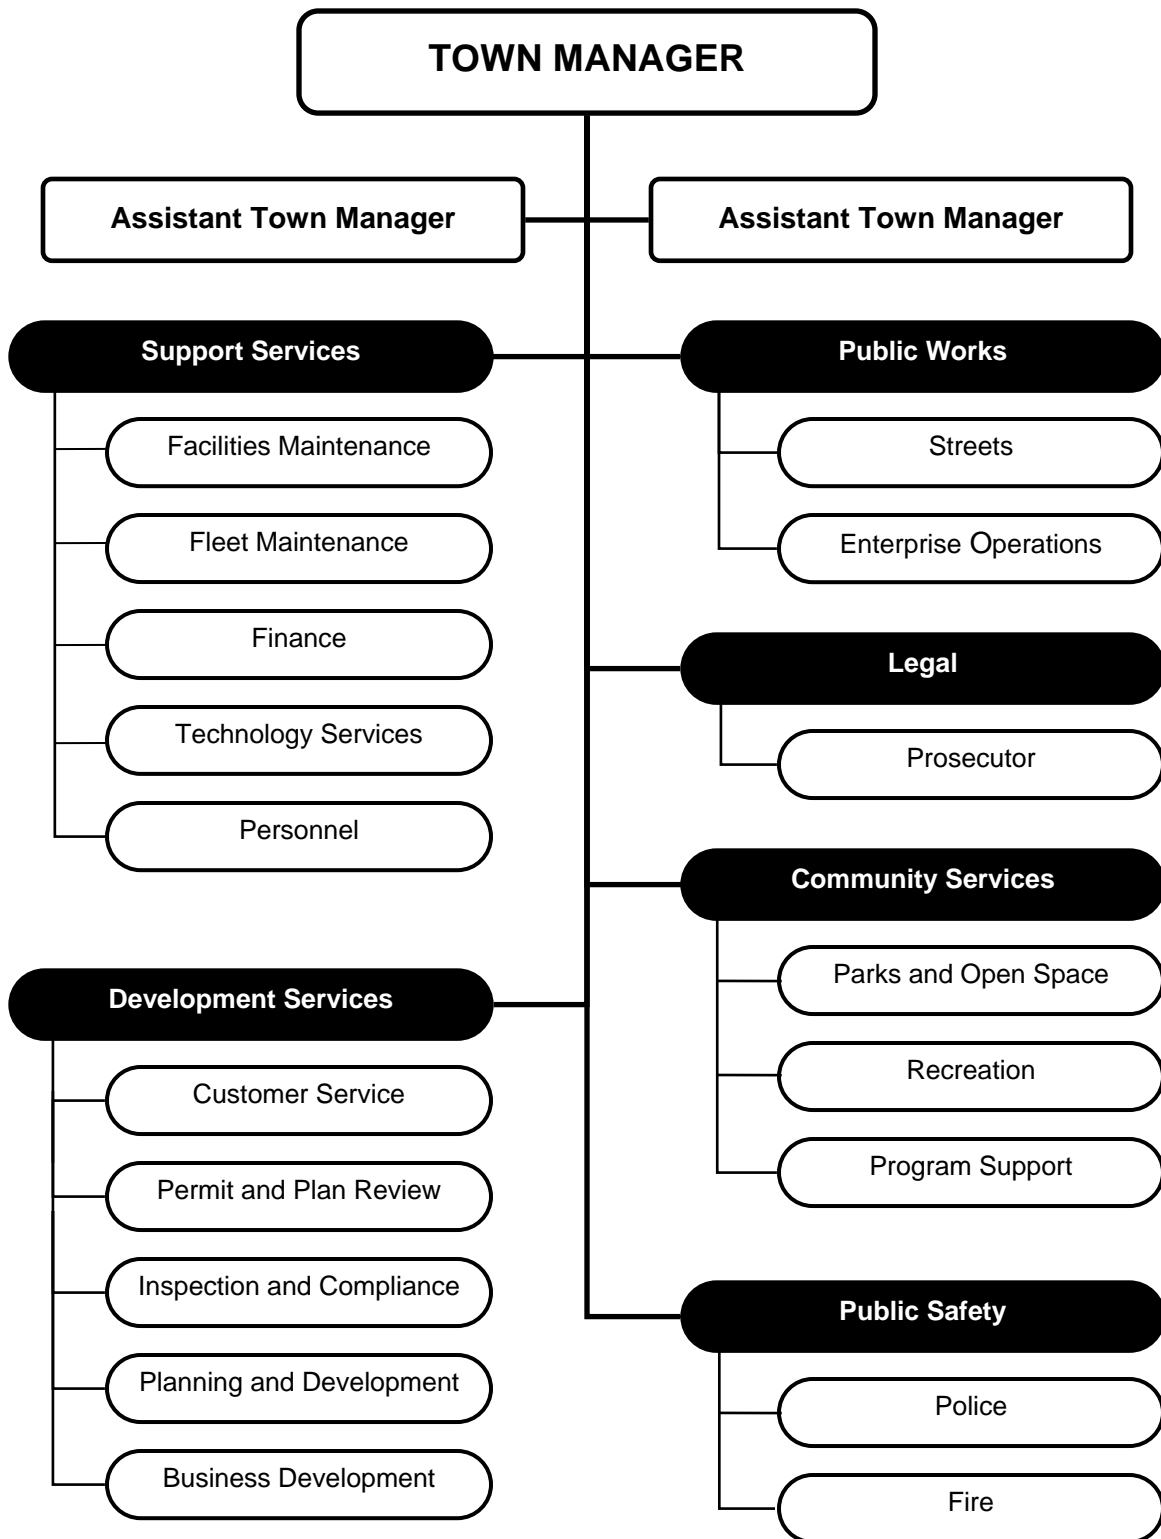 TOWN MANAGER
Assistant Town Manager
Assistant Town Manager
Support Services
Facilities Maintenance
Fleet Maintenance
Finance
Technology Services
Personnel
Development Services
Customer Service
Permit and Plan Review
Inspection and Compliance
Planning and Development
Business Development
Public Works
Streets
Enterprise Operations
Legal
Prosecutor
Community Services
Parks and Open Space
Recreation
Program Support
Public Safety
Police
Fire